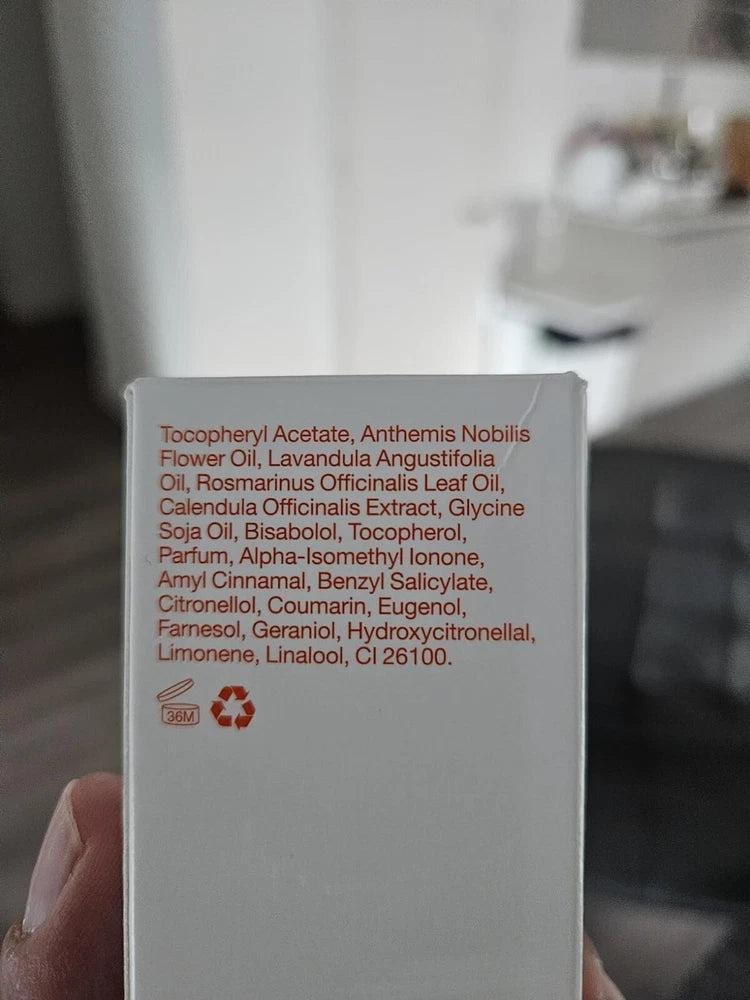 Tocopheryl Acetate, Anthemis Nobilis
Flower Oil, Lavandula Angustifolia
Oil, Rosmarinus Officinalis Leaf Oil,
Calendula Officinalis Extract, Glycine
Soja Oil, Bisabolol, Tocopherol,
Parfum, Alpha-Isomethyl Ionone,
Amyl Cinnamal, Benzyl Salicylate,
Citronellol, Coumarin, Eugenol,
Farnesol, Geraniol, Hydroxycitronellal,
Limonene, Linalool, CI 26100.
36M